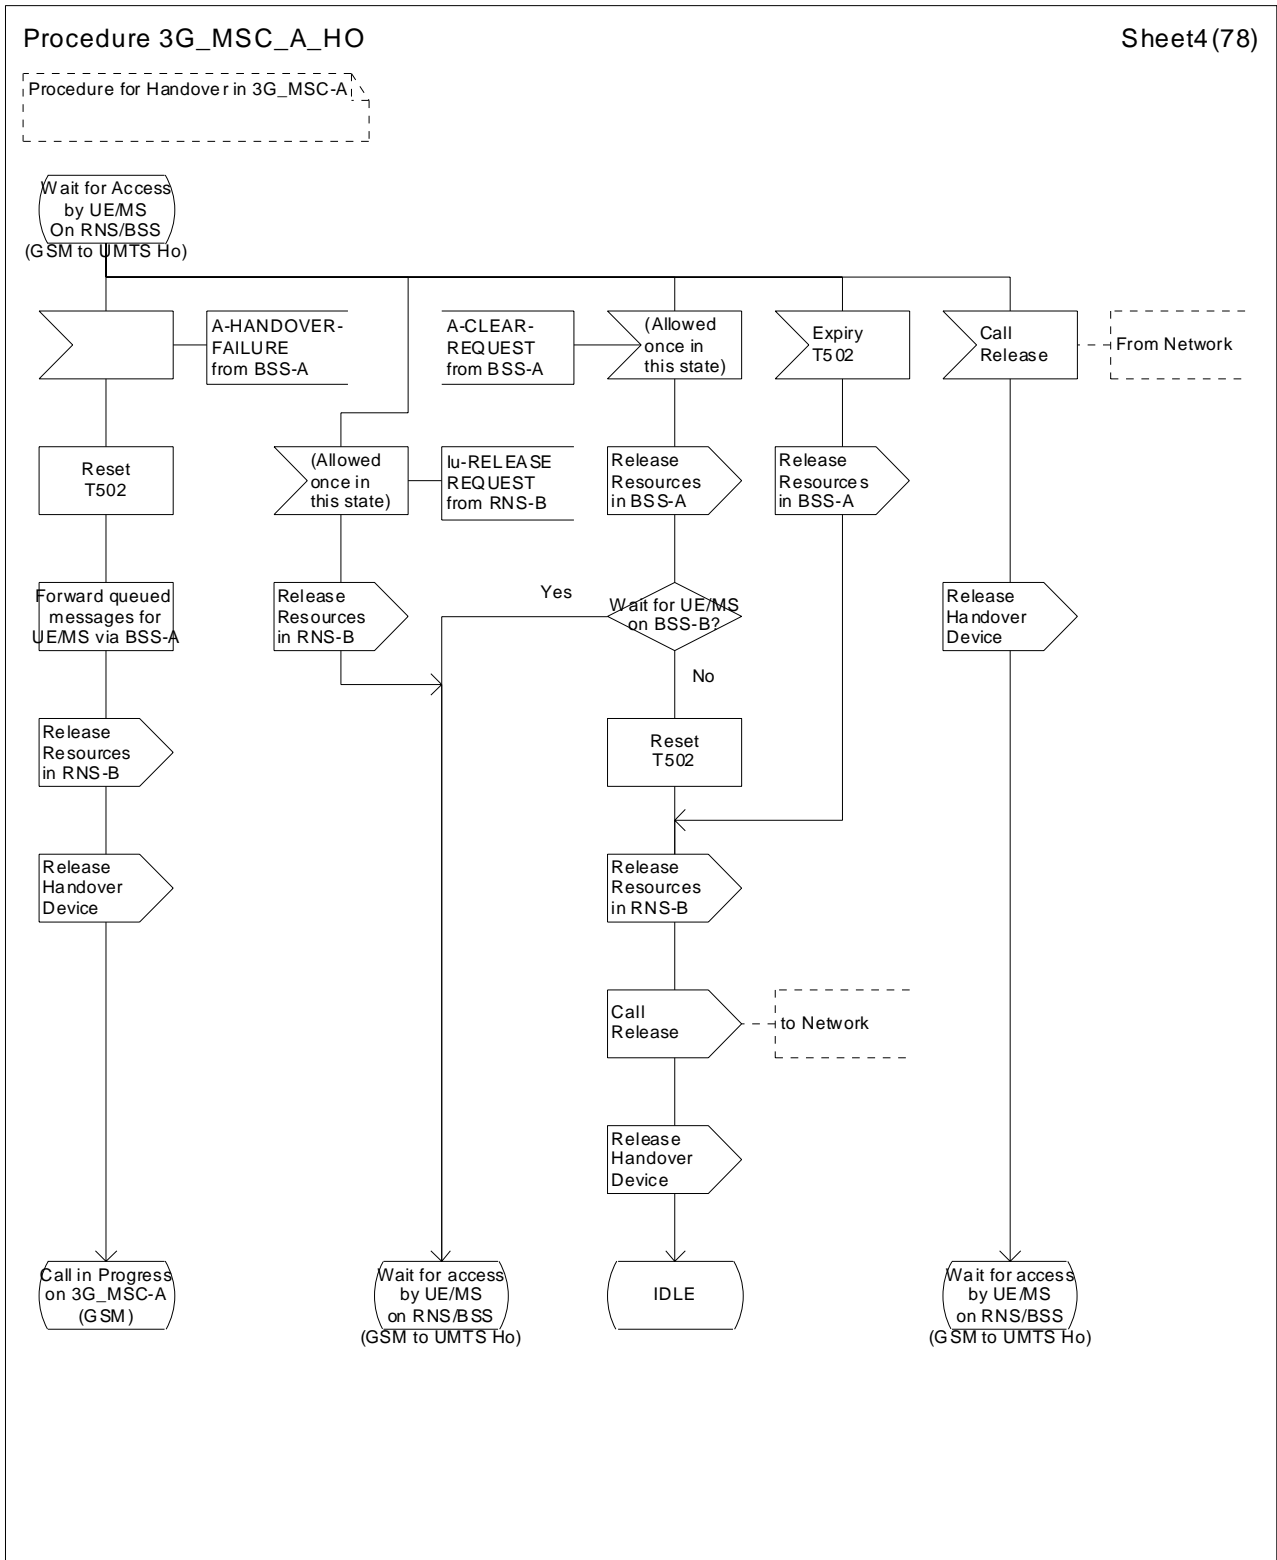 Procedure 3G_MSC_A_HO
Sheet4(78)
Procedure for Handover in 3G_MSC-A
Wait for Access
by UE/MS
On RNS/BSS
(GSM to UMTS Ho)
A-HANDOVER-
FAILURE
from BSS-A
A-CLEAR-
REQUEST
from BSS-A
(Allowed
once in
this state)
Expiry
T502
Call
Release
From Network
Reset
T502
(Allowed
once in
this state)
Iu-RELEASE
REQUEST
from RNS-B
Release
Resources
in BSS-A
Release
Resources
in BSS-A
Forward queued
messages for
UE/MS via BSS-A
Release
Resources
in RNS-B
Yes
Wait for UE/MS
on BSS-B?
No
Release
Handover
Device
Release
Resources
in RNS-B
Reset
T502
Release
Handover
Device
Release
Resources
in RNS-B
Call
Release
to Network
Release
Handover
Device
Call in Progress
on 3G_MSC-A
(GSM)
Wait for access
by UE/MS
on RNS/BSS
(GSM to UMTS Ho)
IDLE
Wait for access
by UE/MS
on RNS/BSS
(GSM to UMTS Ho)